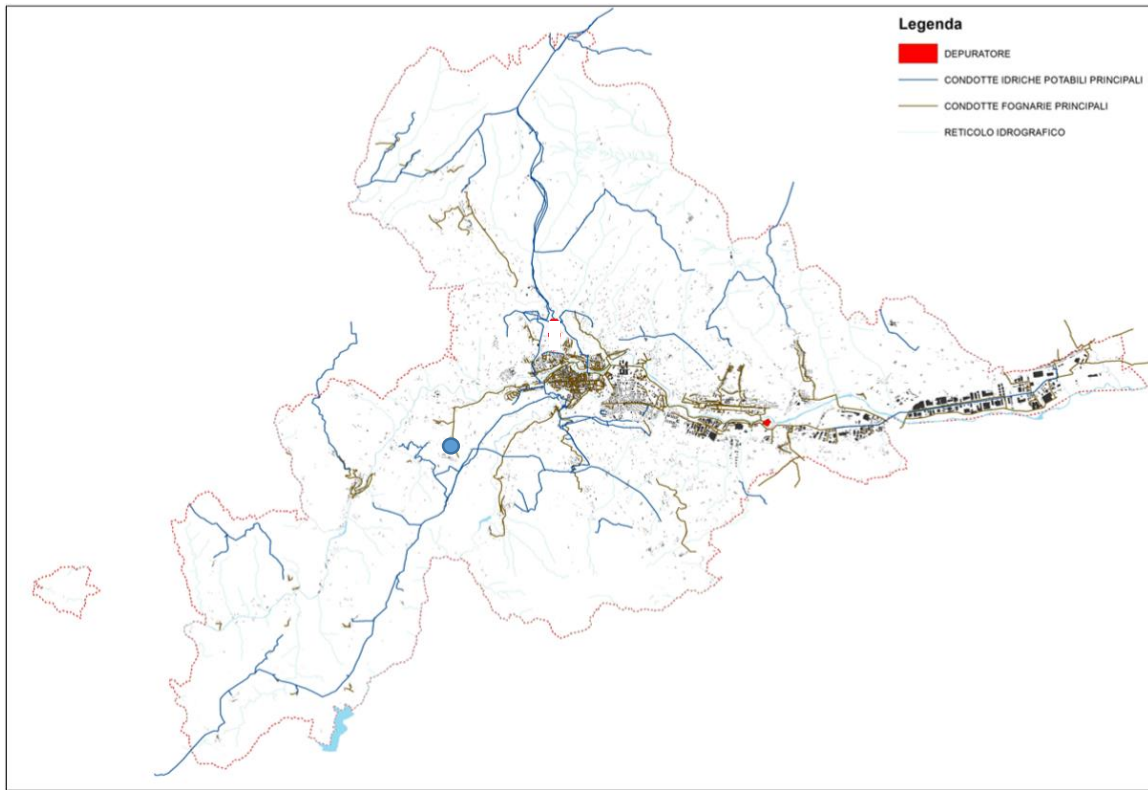 Legenda
DEPURATORE
CONDOTTE IDRICHE POTABILI PRINCIPALI
CONDOTTE FOGNARIE PRINCIPALI
RETICOLO IDROGRAFICO